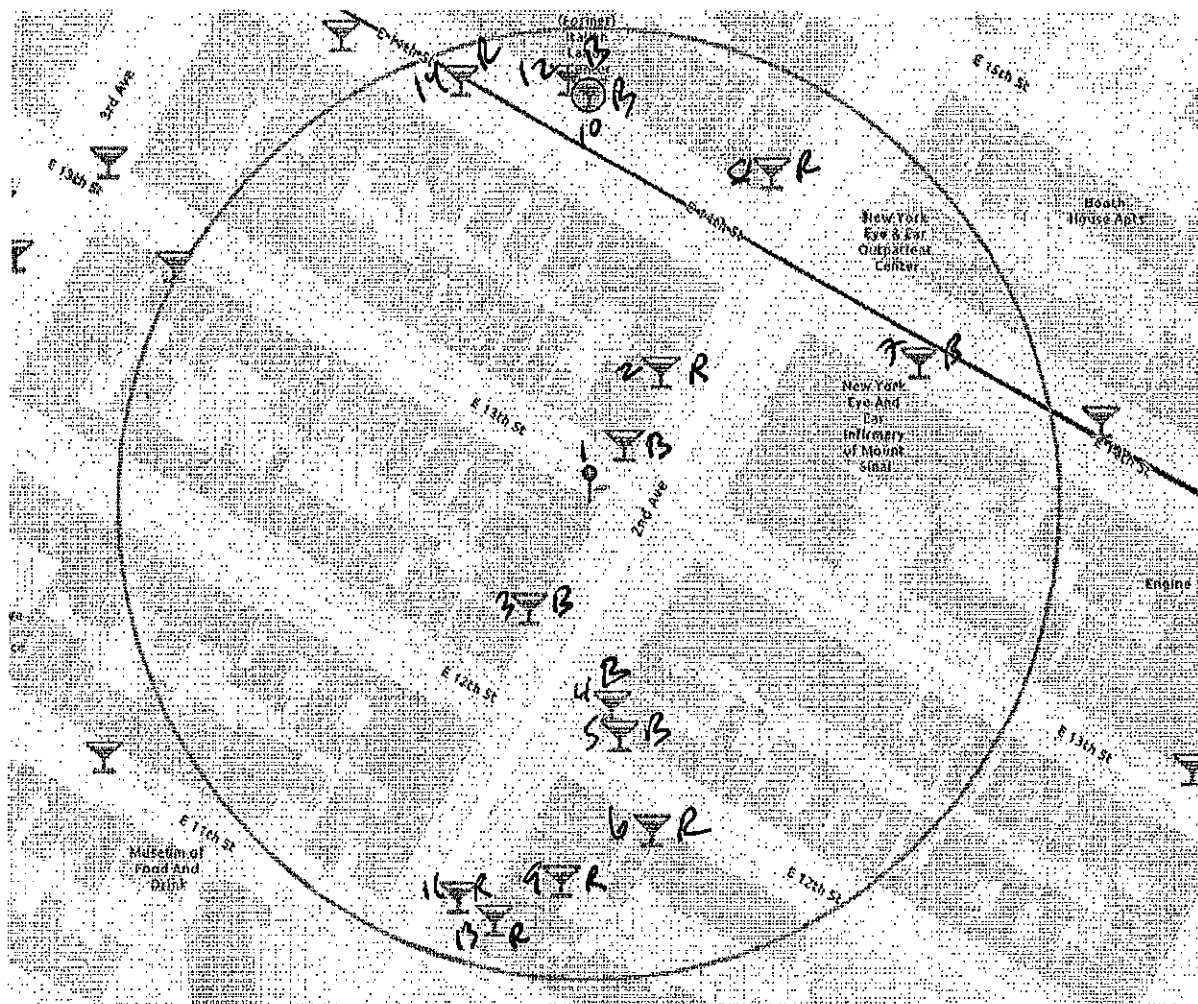 (Former)
E 14th St
14 R
12 B
B
10
E 15th St
3rd Ave
E 13th St
8 R
E 14th St
New York
Eye & Ear
Outpatient
Center
Booth
House Apts
2 R
7 B
New York
Eye And
Ear
Infirmary
of Mount
Sinai
E 13th St
1 B
2nd Ave
E 14th St
Engine
3 B
E 12th St
4 B
5 B
E 13th St
6 R
E 11th St
Museum of
Food And
Drink
9 R
E 12th St
11 R
13 R